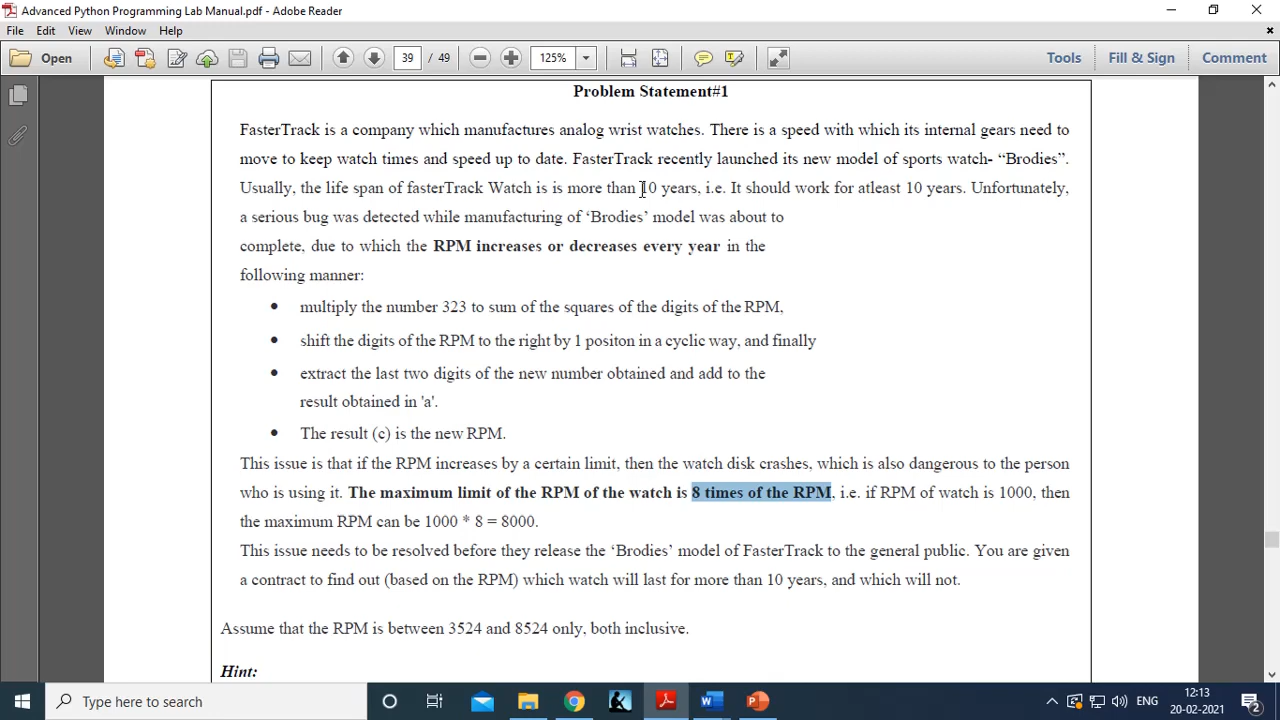 Advanced Python Programming Lab Manual.pdf - Adobe Reader
File Edit View Window Help
Open 39 / 49 125% Tools Fill & Sign Comment
Problem Statement#1
FasterTrack is a company which manufactures analog wrist watches. There is a speed with which its internal gears need to
move to keep watch times and speed up to date. FasterTrack recently launched its new model of sports watch- “Brodies”.
Usually, the life span of fasterTrack Watch is is more than 10 years, i.e. It should work for atleast 10 years. Unfortunately,
a serious bug was detected while manufacturing of ‘Brodies’ model was about to
complete, due to which the RPM increases or decreases every year in the
following manner:
• multiply the number 323 to sum of the squares of the digits of the RPM,
• shift the digits of the RPM to the right by 1 positon in a cyclic way, and finally
• extract the last two digits of the new number obtained and add to the
result obtained in 'a'.
• The result (c) is the new RPM.
This issue is that if the RPM increases by a certain limit, then the watch disk crashes, which is also dangerous to the person
who is using it. The maximum limit of the RPM of the watch is 8 times of the RPM, i.e. if RPM of watch is 1000, then
the maximum RPM can be 1000 * 8 = 8000.
This issue needs to be resolved before they release the ‘Brodies’ model of FasterTrack to the general public. You are given
a contract to find out (based on the RPM) which watch will last for more than 10 years, and which will not.
Assume that the RPM is between 3524 and 8524 only, both inclusive.
Hint:
Type here to search
ENG
12:13
20-02-2021
2